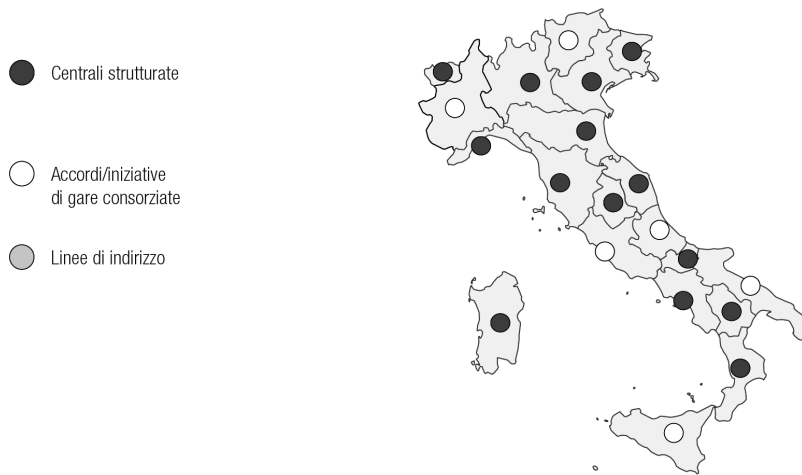 Centrali strutturate
Accordi/iniziative
di gare consorziate
Linee di indirizzo